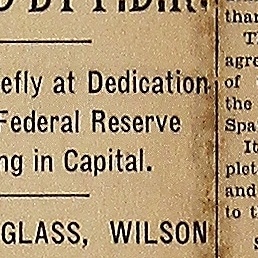 efly at Dedication
Federal Reserve
ng in Capital.
GLASS, WILSON
than
Th
agre
of
the
Spa
It
plet
and
to t